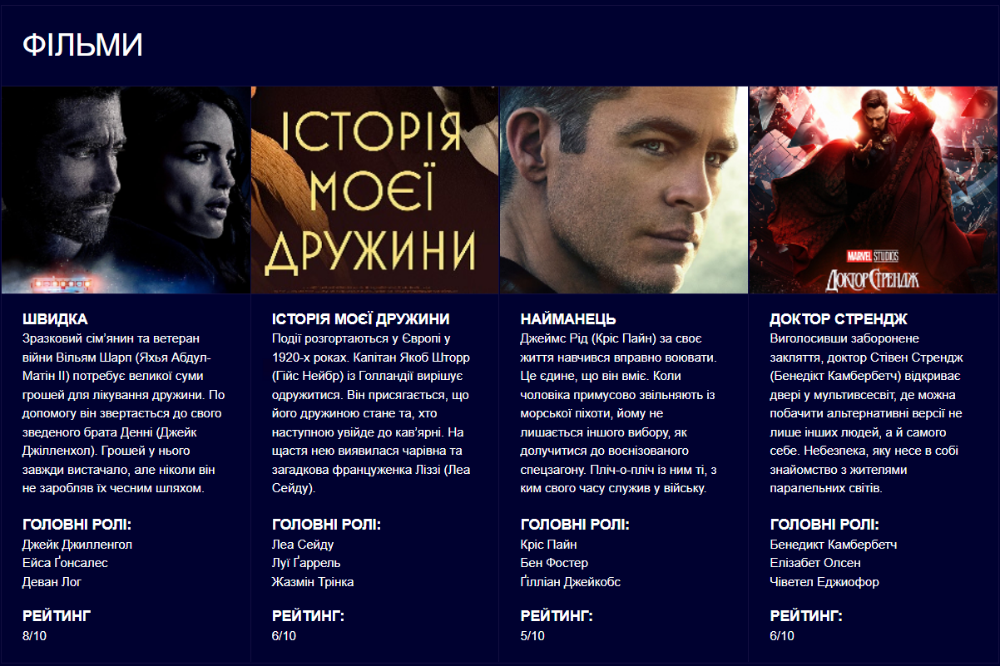 ФІЛЬМИ
ІСТОРІЯ
МОЄЇ
ДРУЖИНИ
MARVEL STUDIOS
ДОКТОР СТРЕНДЖ
ШВИДКА
Зразковий сім’янин та ветеран
війни Вільям Шарп (Яхья Абдул-
Матін II) потребує великої суми
грошей для лікування дружини. По
допомогу він звертається до свого
зведеного брата Денні (Джейк
Джілленхол). Грошей у нього
завжди вистачало, але ніколи він
не заробляв їх чесним шляхом.
ГОЛОВНІ РОЛІ:
Джейк Джилленгол
Ейса Ґонсалес
Деван Лог
РЕЙТИНГ
8/10
ІСТОРІЯ МОЄЇ ДРУЖИНИ
Події розгортаються у Європі у
1920-х роках. Капітан Якоб Шторр
(Гійс Нейбр) із Голландії вирішує
одружитися. Він присягається, що
його дружиною стане та, хто
наступною увійде до кав’ярні. На
щастя нею виявилася чарівна та
загадкова француженка Ліззі (Леа
Сейду).
ГОЛОВНІ РОЛІ:
Леа Сейду
Луї Ґаррель
Жазмін Трінка
РЕЙТИНГ:
6/10
НАЙМАНЕЦЬ
Джеймс Рід (Кріс Пайн) за своє
життя навчився вправно воювати.
Це єдине, що він вміє. Коли
чоловіка примусово звільняють із
морської піхоти, йому не
лишається іншого вибору, як
долучитися до воєнізованого
спецзагону. Пліч-о-пліч із ним ті, з
ким свого часу служив у війську.
ГОЛОВНІ РОЛІ:
Кріс Пайн
Бен Фостер
Ґілліан Джейкобс
РЕЙТИНГ:
5/10
ДОКТОР СТРЕНДЖ
Виголосивши заборонене
закляття, доктор Стівен Стрендж
(Бенедікт Камбербетч) відкриває
двері у мультивсесвіт, де можна
побачити альтернативні версії не
лише інших людей, а й самого
себе. Небезпека, яку несе в собі
знайомство з жителями
паралельних світів.
ГОЛОВНІ РОЛІ:
Бенедикт Камбербетч
Елізабет Олсен
Чіветел Еджиофор
РЕЙТИНГ:
6/10